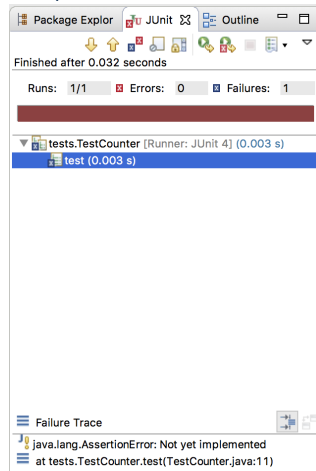 Package Explor JUnit Outline
Finished after 0.032 seconds
Runs: 1/1 Errors: 0 Failures: 1
tests.TestCounter [Runner: JUnit 4] (0.003 s)
test (0.003 s)
Failure Trace
java.lang.AssertionError: Not yet implemented
at tests.TestCounter.test(TestCounter.java:11)